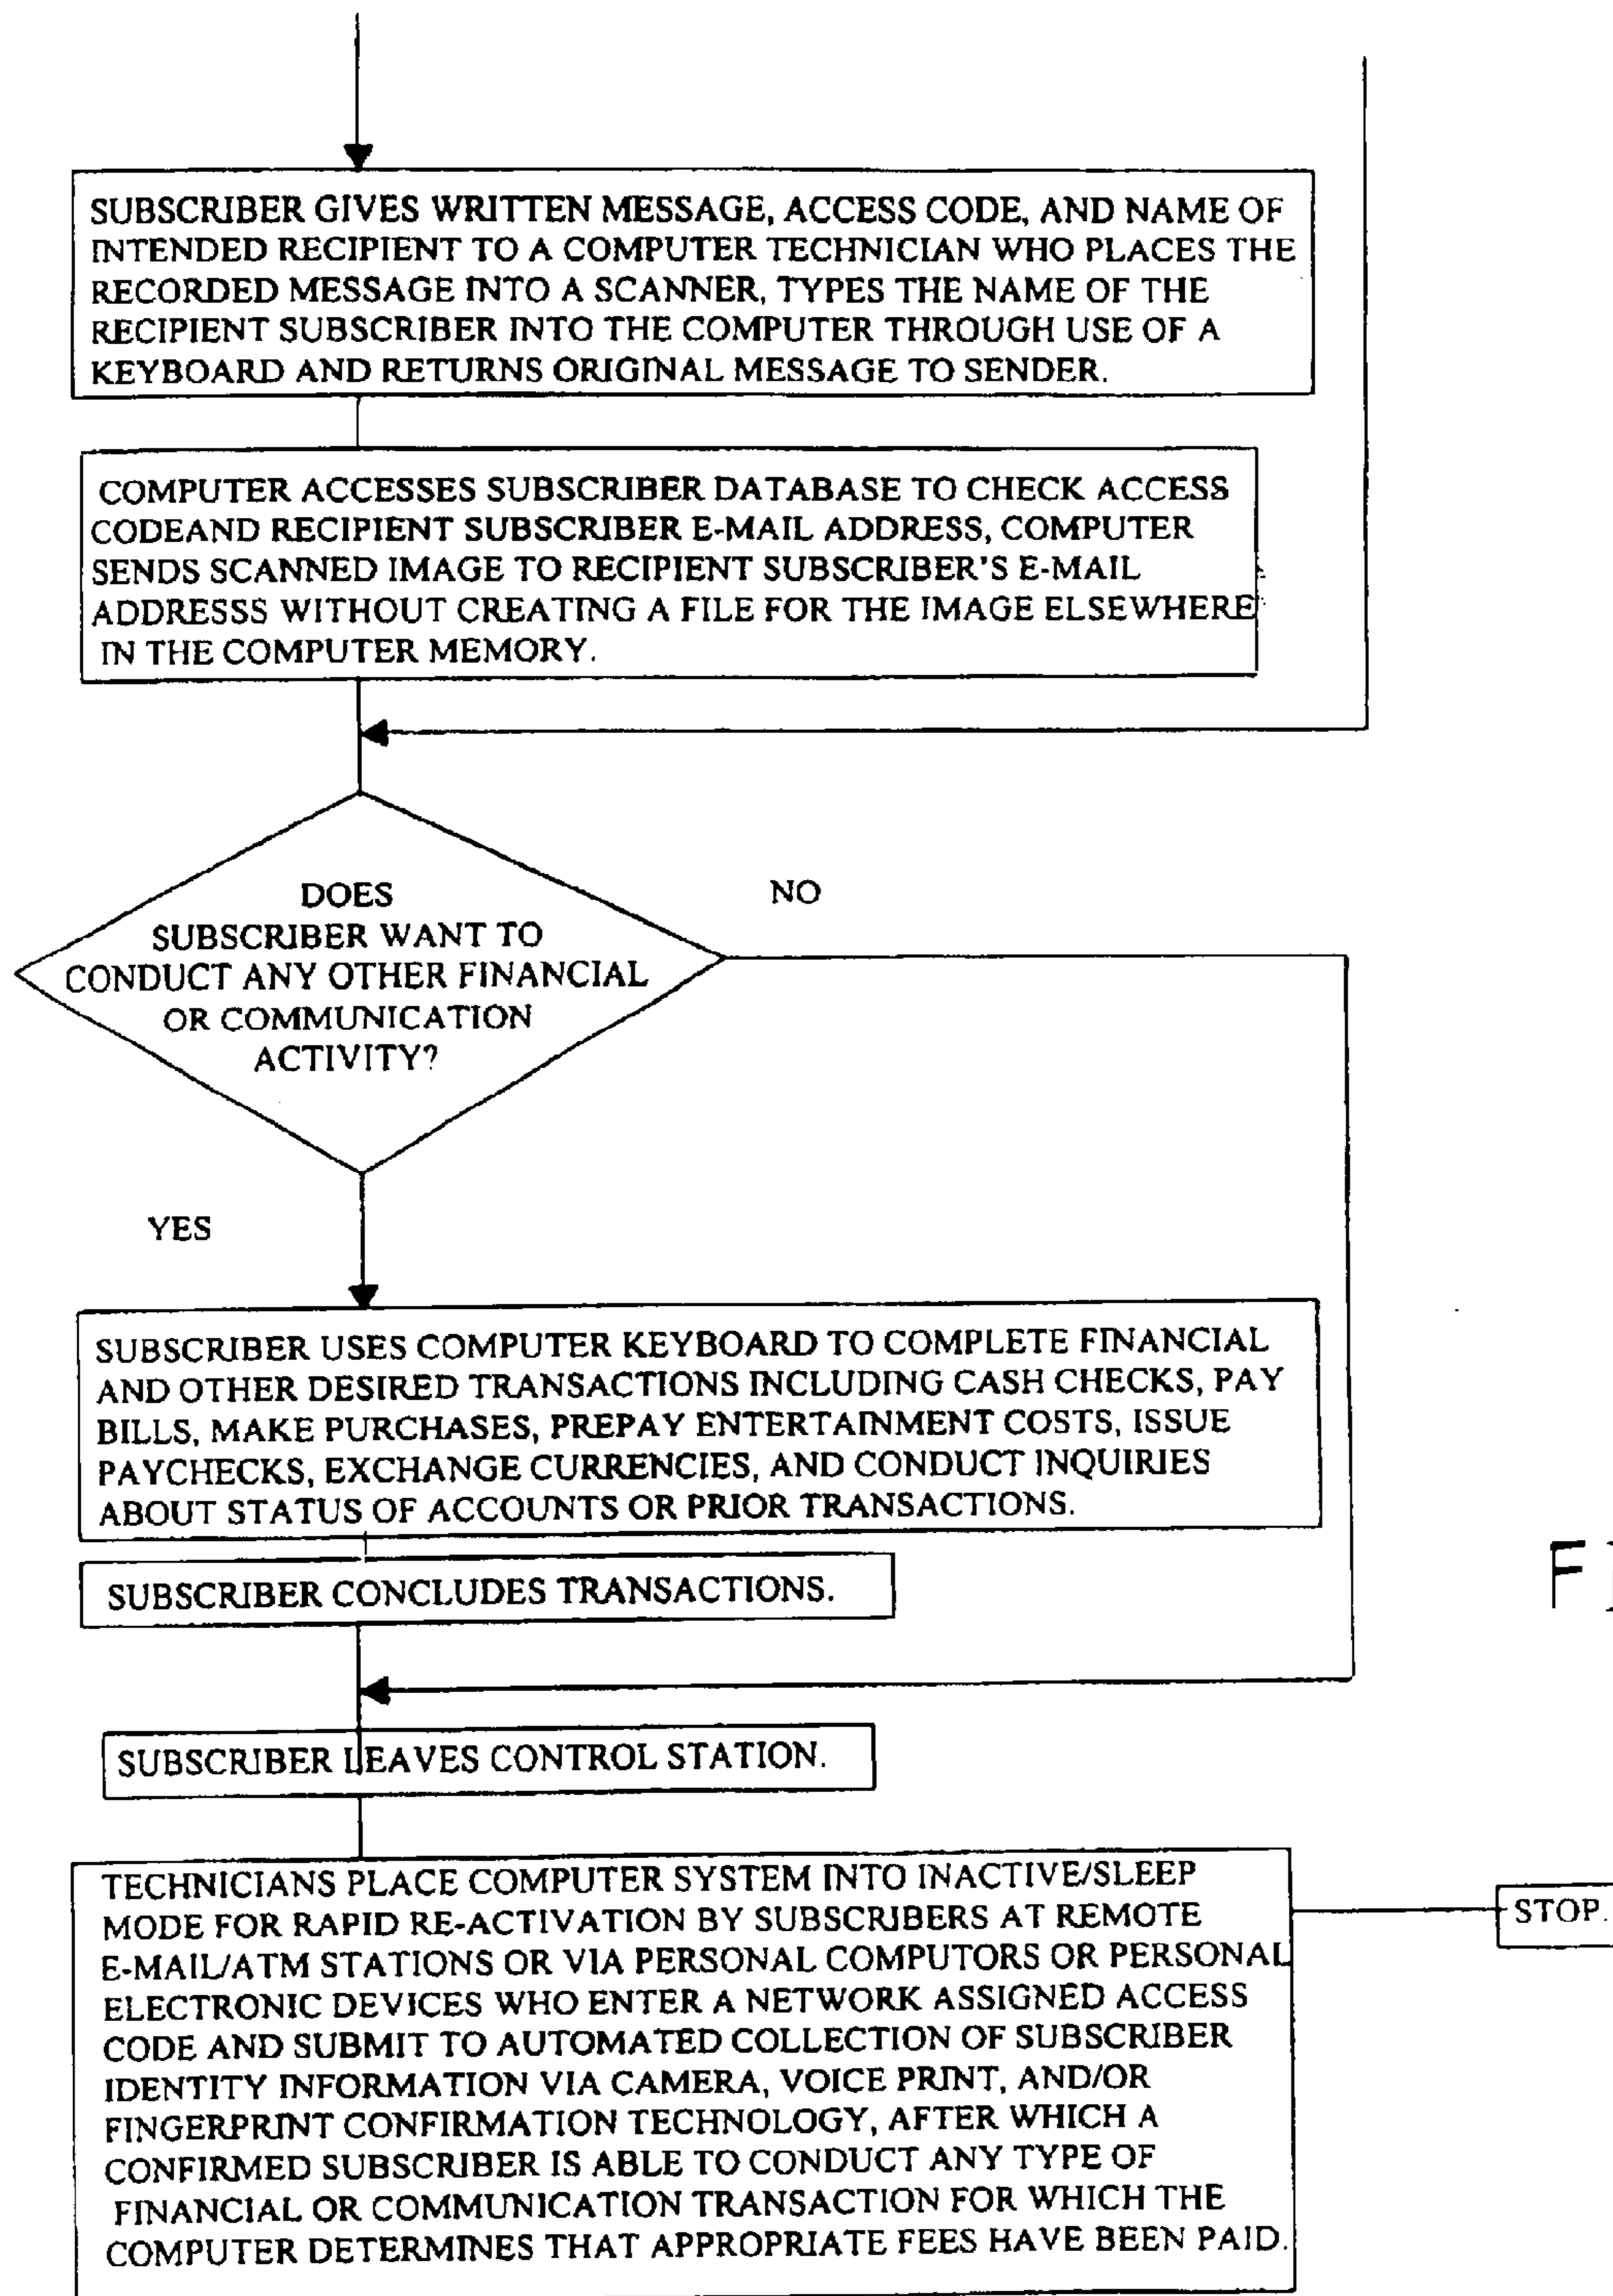 SUBSCRIBER GIVES WRITTEN MESSAGE, ACCESS CODE, AND NAME OF
INTENDED RECIPIENT TO A COMPUTER TECHNICIAN WHO PLACES THE
RECORDED MESSAGE INTO A SCANNER, TYPES THE NAME OF THE
RECIPIENT SUBSCRIBER INTO THE COMPUTER THROUGH USE OF A
KEYBOARD AND RETURNS ORIGINAL MESSAGE TO SENDER.
COMPUTER ACCESSES SUBSCRIBER DATABASE TO CHECK ACCESS
CODEAND RECIPIENT SUBSCRIBER E-MAIL ADDRESS, COMPUTER
SENDS SCANNED IMAGE TO RECIPIENT SUBSCRIBER'S E-MAIL
ADDRESSS WITHOUT CREATING A FILE FOR THE IMAGE ELSEWHERE
IN THE COMPUTER MEMORY.
DOES
SUBSCRIBER WANT TO
CONDUCT ANY OTHER FINANCIAL
OR COMMUNICATION
ACTIVITY?
NO
YES
SUBSCRIBER USES COMPUTER KEYBOARD TO COMPLETE FINANCIAL
AND OTHER DESIRED TRANSACTIONS INCLUDING CASH CHECKS, PAY
BILLS, MAKE PURCHASES, PREPAY ENTERTAINMENT COSTS, ISSUE
PAYCHECKS, EXCHANGE CURRENCIES, AND CONDUCT INQUIRIES
ABOUT STATUS OF ACCOUNTS OR PRIOR TRANSACTIONS.
SUBSCRIBER CONCLUDES TRANSACTIONS.
SUBSCRIBER LEAVES CONTROL STATION.
TECHNICIANS PLACE COMPUTER SYSTEM INTO INACTIVE/SLEEP
MODE FOR RAPID RE-ACTIVATION BY SUBSCRIBERS AT REMOTE
E-MAIL/ATM STATIONS OR VIA PERSONAL COMPUTORS OR PERSONAL
ELECTRONIC DEVICES WHO ENTER A NETWORK ASSIGNED ACCESS
CODE AND SUBMIT TO AUTOMATED COLLECTION OF SUBSCRIBER
IDENTITY INFORMATION VIA CAMERA, VOICE PRINT, AND/OR
FINGERPRINT CONFIRMATION TECHNOLOGY, AFTER WHICH A
CONFIRMED SUBSCRIBER IS ABLE TO CONDUCT ANY TYPE OF
FINANCIAL OR COMMUNICATION TRANSACTION FOR WHICH THE
COMPUTER DETERMINES THAT APPROPRIATE FEES HAVE BEEN PAID.
STOP.